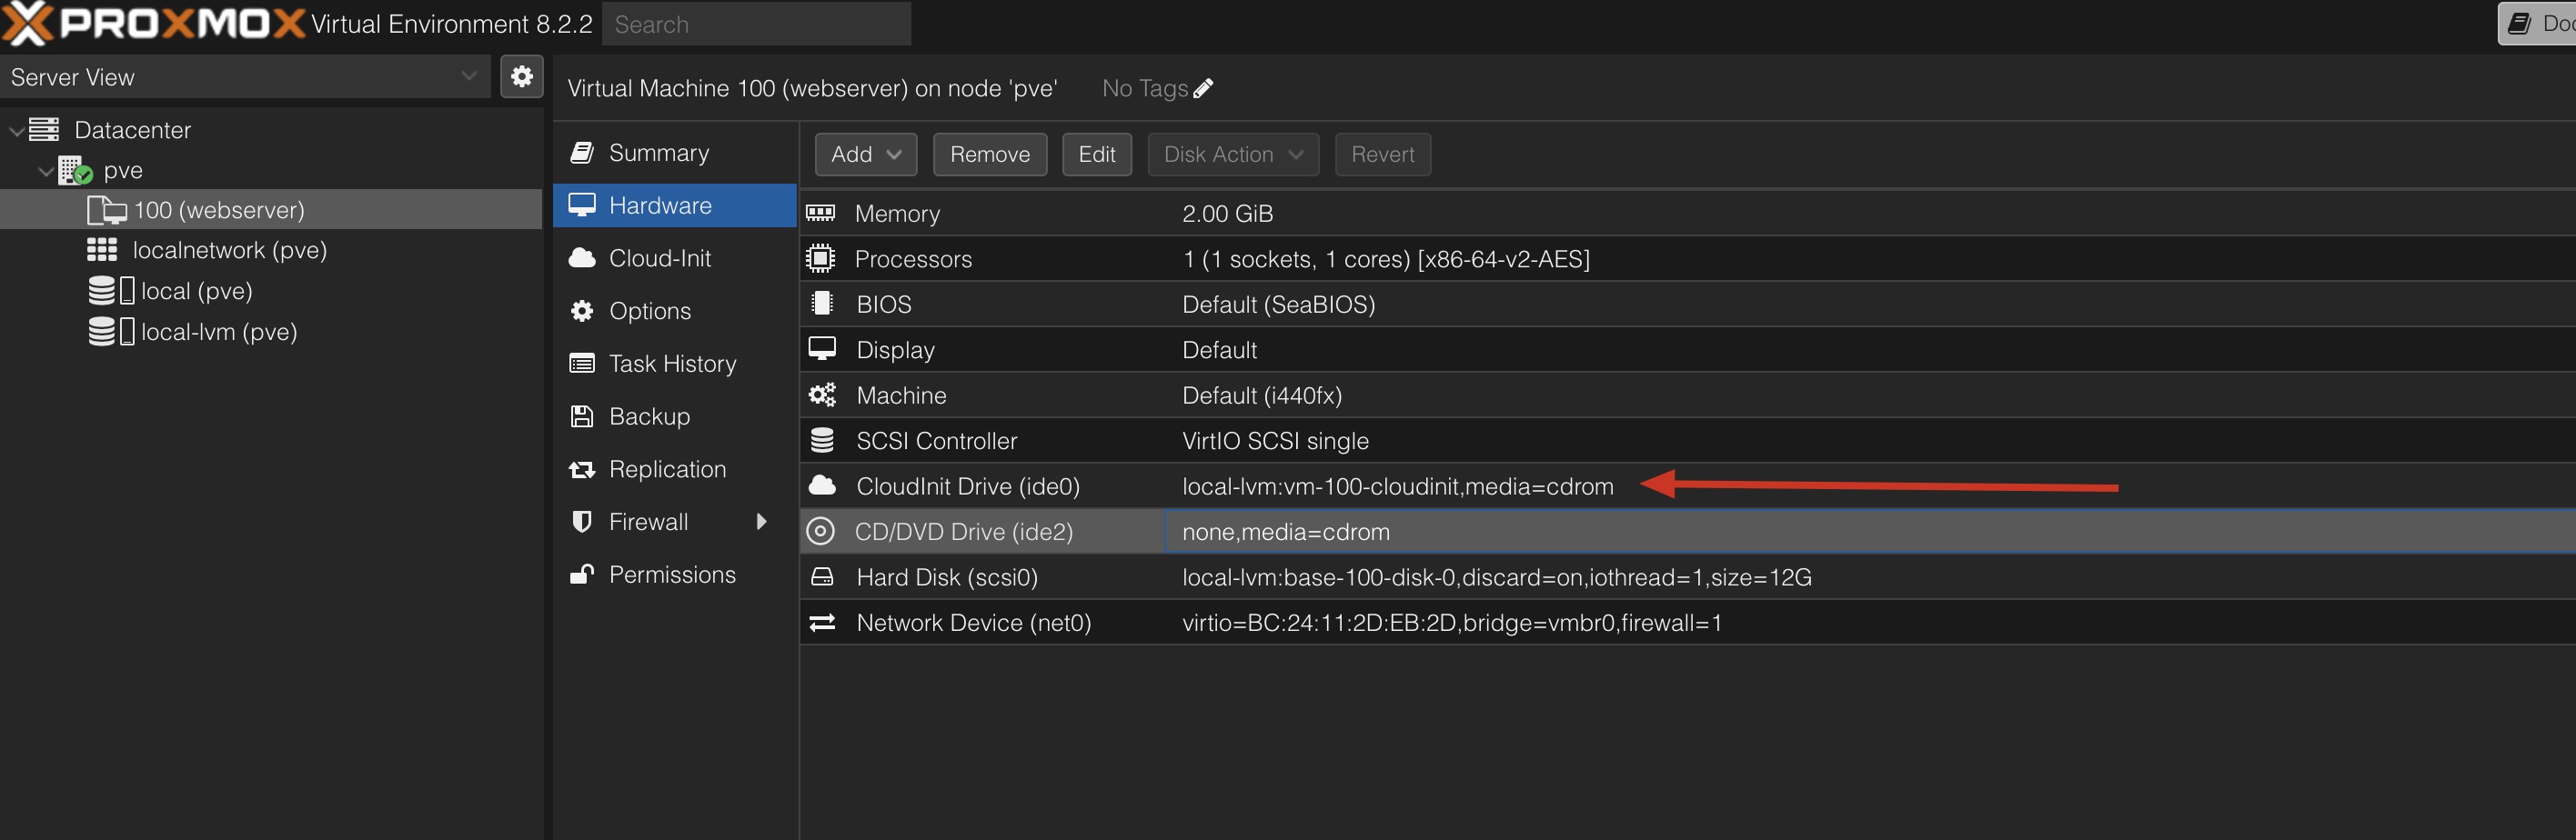 PROXMOX Virtual Environment 8.2.2 Search
Server View
Datacenter
pve
100 (webserver)
localnetwork (pve)
local (pve)
local-lvm (pve)
Virtual Machine 100 (webserver) on node 'pve' No Tags
Summary
Hardware
Cloud-Init
Options
Task History
Backup
Replication
Firewall
Permissions
Add Remove Edit Disk Action Revert
Memory 2.00 GiB
Processors 1 (1 sockets, 1 cores) [x86-64-v2-AES]
BIOS Default (SeaBIOS)
Display Default
Machine Default (i440fx)
SCSI Controller VirtIO SCSI single
CloudInit Drive (ide0) local-lvm:vm-100-cloudinit,media=cdrom
CD/DVD Drive (ide2) none,media=cdrom
Hard Disk (scsi0) local-lvm:base-100-disk-0,discard=on,iothread=1,size=12G
Network Device (net0) virtio=BC:24:11:2D:EB:2D,bridge=vmbr0,firewall=1